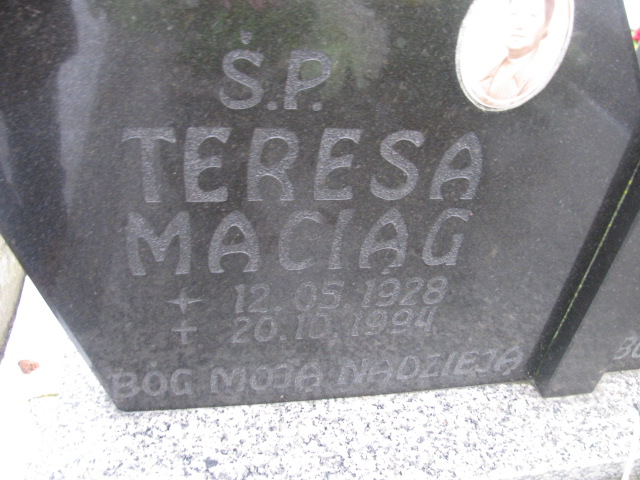 Ś.P.
TERESA
MACIĄG
12.05.1928
+ 20.10.1994
BÓG MOJĄ NADZIEJĄ